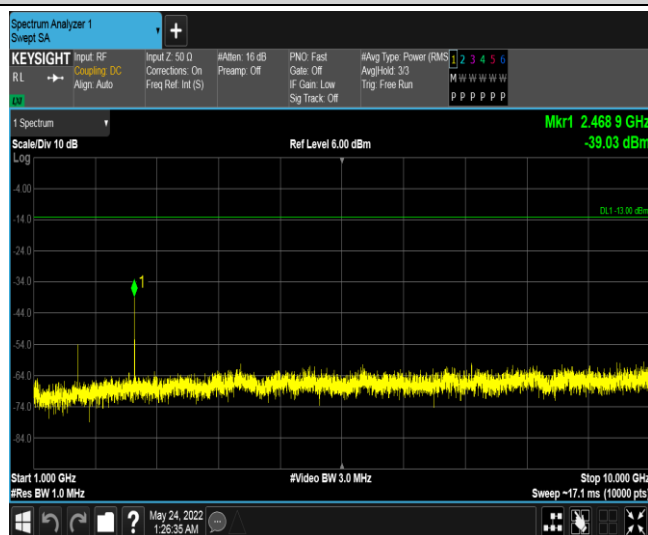 Spectrum Analyzer 1
Swept SA
+
KEYSIGHT
RL
LXI
Input: RF
Coupling: DC
Align: Auto
Input Z: 50 Ω
Corrections: On
Freq Ref: Int (S)
#Atten: 16 dB
Preamp: Off
PNO: Fast
Gate: Off
IF Gain: Low
Sig Track: Off
#Avg Type: Power (RMS
Avg|Hold: 3/3
Trig: Free Run
1 2 3 4 5 6
M W W W W W
P P P P P P
1 Spectrum
Mkr1 2.468 9 GHz
-39.03 dBm
Scale/Div 10 dB
Ref Level 6.00 dBm
Log
-4.00
DL1 -13.00 dBm
-14.0
-24.0
-34.0
1
-44.0
-54.0
-64.0
-74.0
-84.0
Start 1.000 GHz
#Video BW 3.0 MHz
Stop 10.000 GHz
#Res BW 1.0 MHz
Sweep ~17.1 ms (10000 pts)
?
May 24, 2022
1:26:35 AM